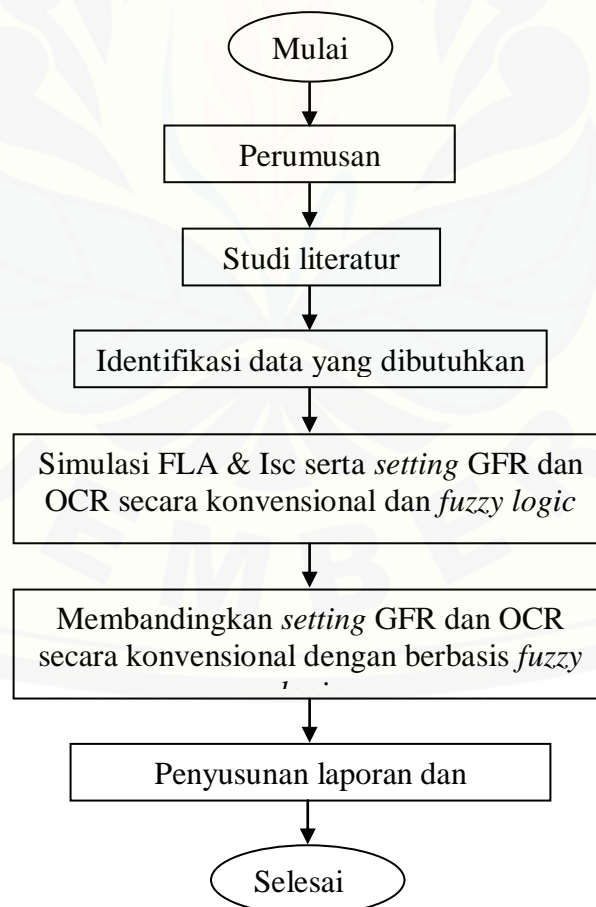 Mulai
Perumusan
Studi literatur
Identifikasi data yang dibutuhkan
Simulasi FLA & Isc serta setting GFR dan
OCR secara konvensional dan fuzzy logic
Membandingkan setting GFR dan OCR
secara konvensional dengan berbasis fuzzy
Penyusunan laporan dan
Selesai